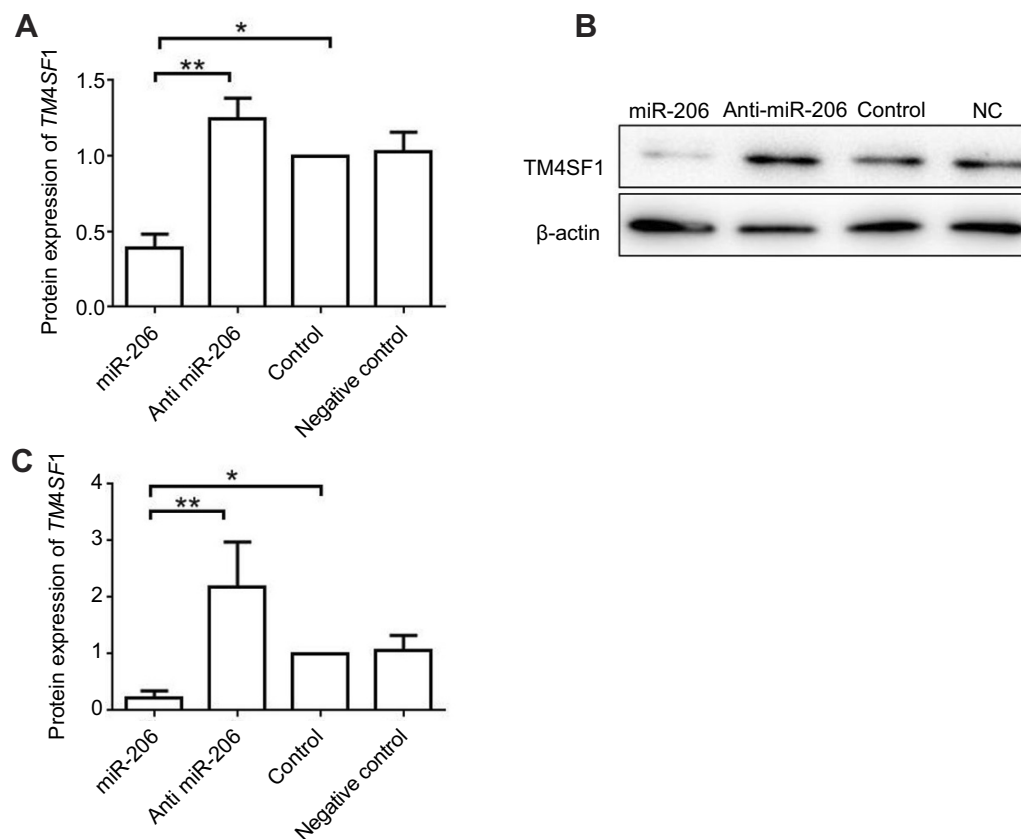 A
Protein expression of TM4SF1
*
**
1.5
1.0
0.5
0.0
miR-206
Anti miR-206
Control
Negative control
B
miR-206 Anti-miR-206 Control NC
TM4SF1
β-actin
C
Protein expression of TM4SF1
*
**
4
3
2
1
0
miR-206
Anti miR-206
Control
Negative control